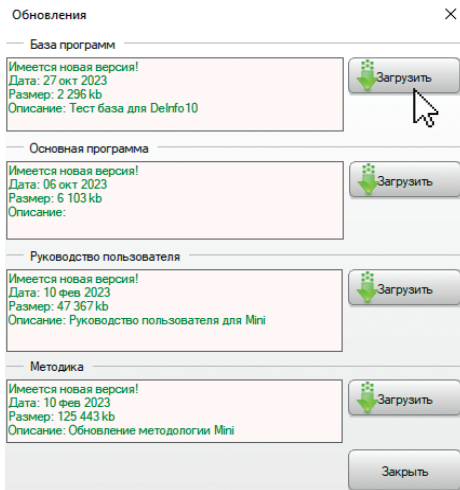 Обновления
База программ
Имеется новая версия!
Дата: 27 окт 2023
Размер: 2 296 kb
Описание: Тест база для DeInfo10
Загрузить
Основная программа
Имеется новая версия!
Дата: 06 окт 2023
Размер: 6 103 kb
Описание:
Загрузить
Руководство пользователя
Имеется новая версия!
Дата: 10 фев 2023
Размер: 47 367 kb
Описание: Руководство пользователя для Mini
Загрузить
Методика
Имеется новая версия!
Дата: 10 фев 2023
Размер: 125 443 kb
Описание: Обновление методологии Mini
Загрузить
Закрыть